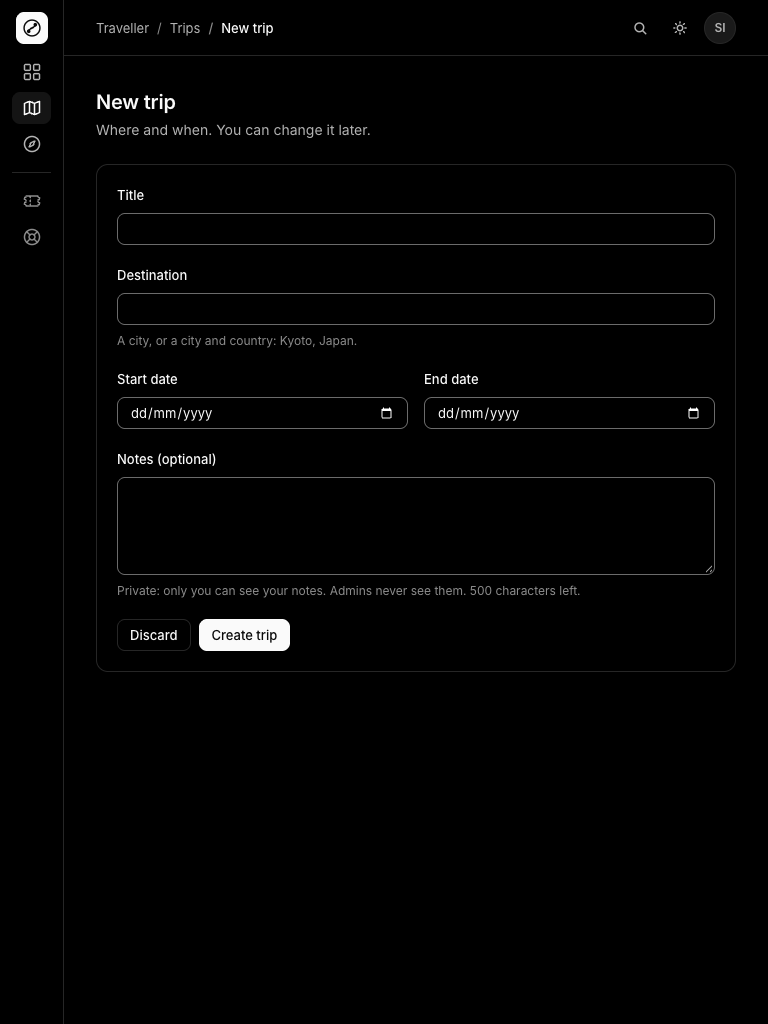 Traveller / Trips / New trip
SI
New trip
Where and when. You can change it later.
Title
Destination
A city, or a city and country: Kyoto, Japan.
Start date
End date
dd/mm/yyyy
dd/mm/yyyy
Notes (optional)
Private: only you can see your notes. Admins never see them. 500 characters left.
Discard
Create trip